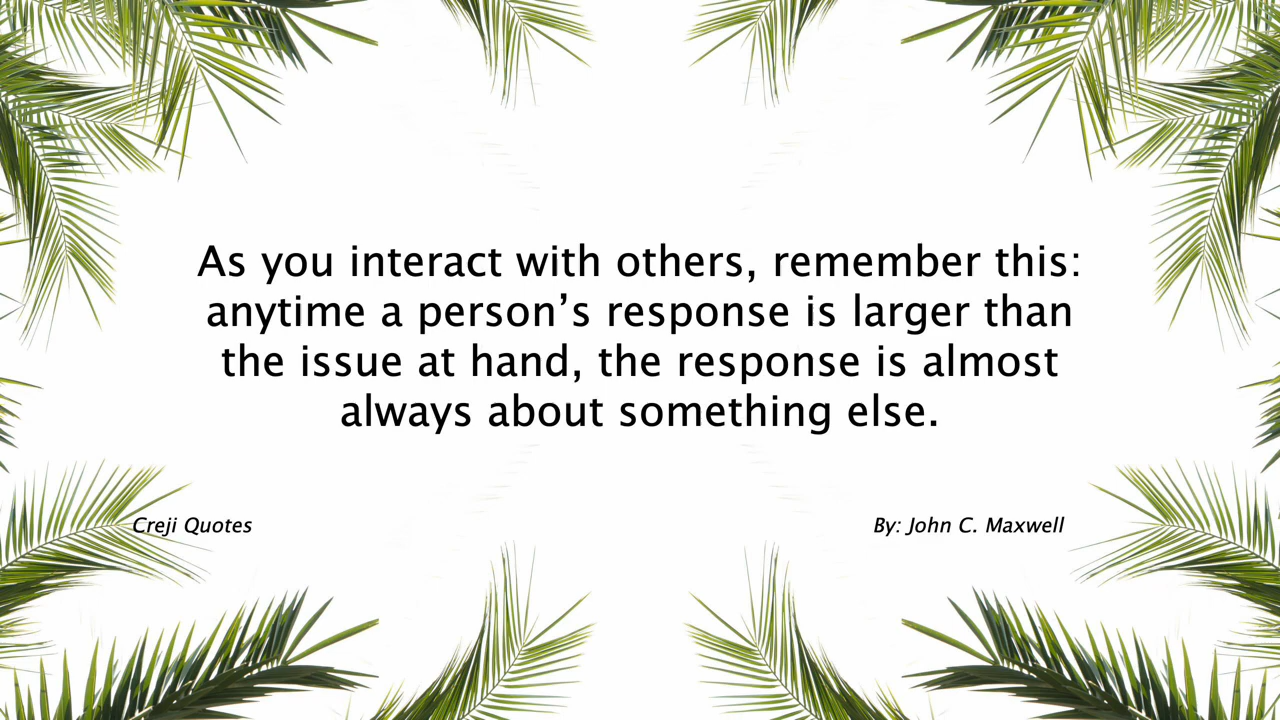 As you interact with others, remember this:
anytime a person’s response is larger than
the issue at hand, the response is almost
always about something else.
Creji Quotes
By: John C. Maxwell